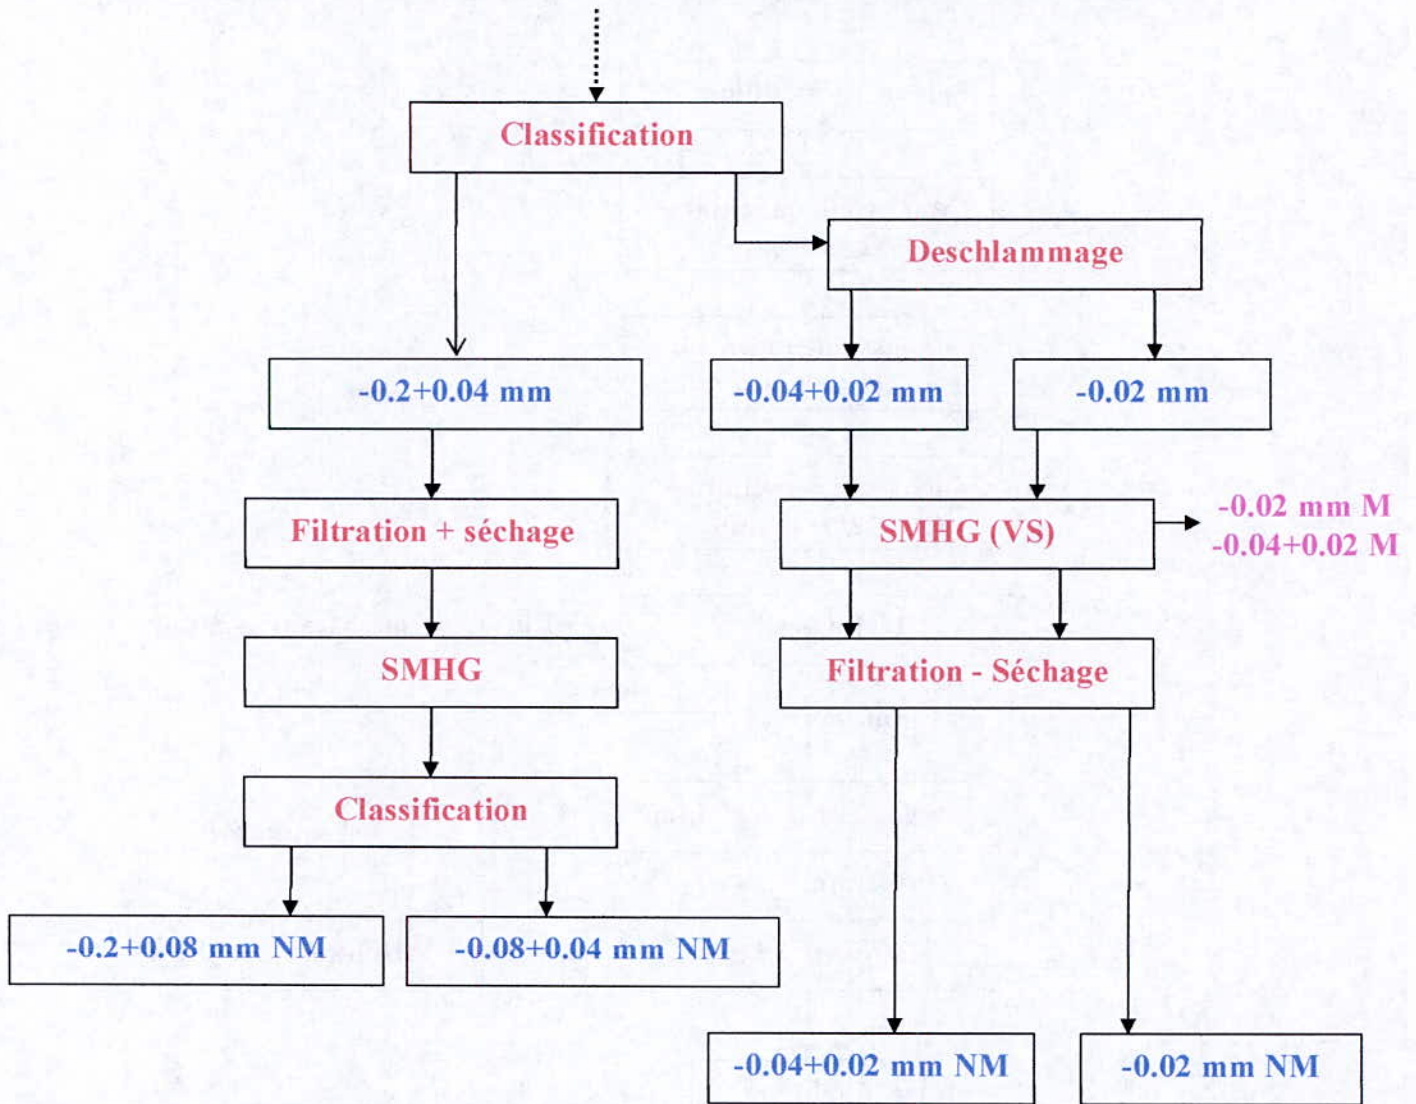 Classification
Deschlammage
-0.2+0.04 mm
-0.04+0.02 mm
-0.02 mm
Filtration + séchage
SMHG (VS)
-0.02 mm M
-0.04+0.02 M
SMHG
Filtration - Séchage
Classification
-0.2+0.08 mm NM
-0.08+0.04 mm NM
-0.04+0.02 mm NM
-0.02 mm NM